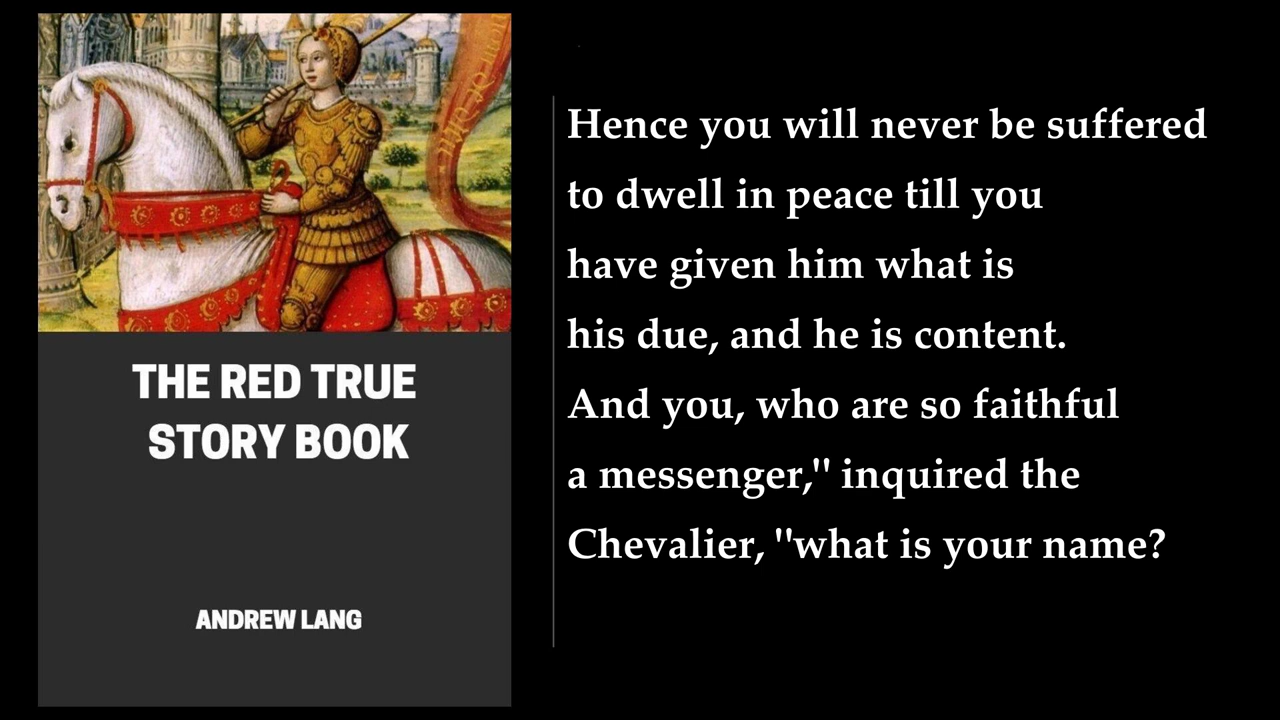 THE RED TRUE
STORY BOOK
ANDREW LANG
Hence you will never be suffered
to dwell in peace till you
have given him what is
his due, and he is content.
And you, who are so faithful
a messenger," inquired the
Chevalier, "what is your name?